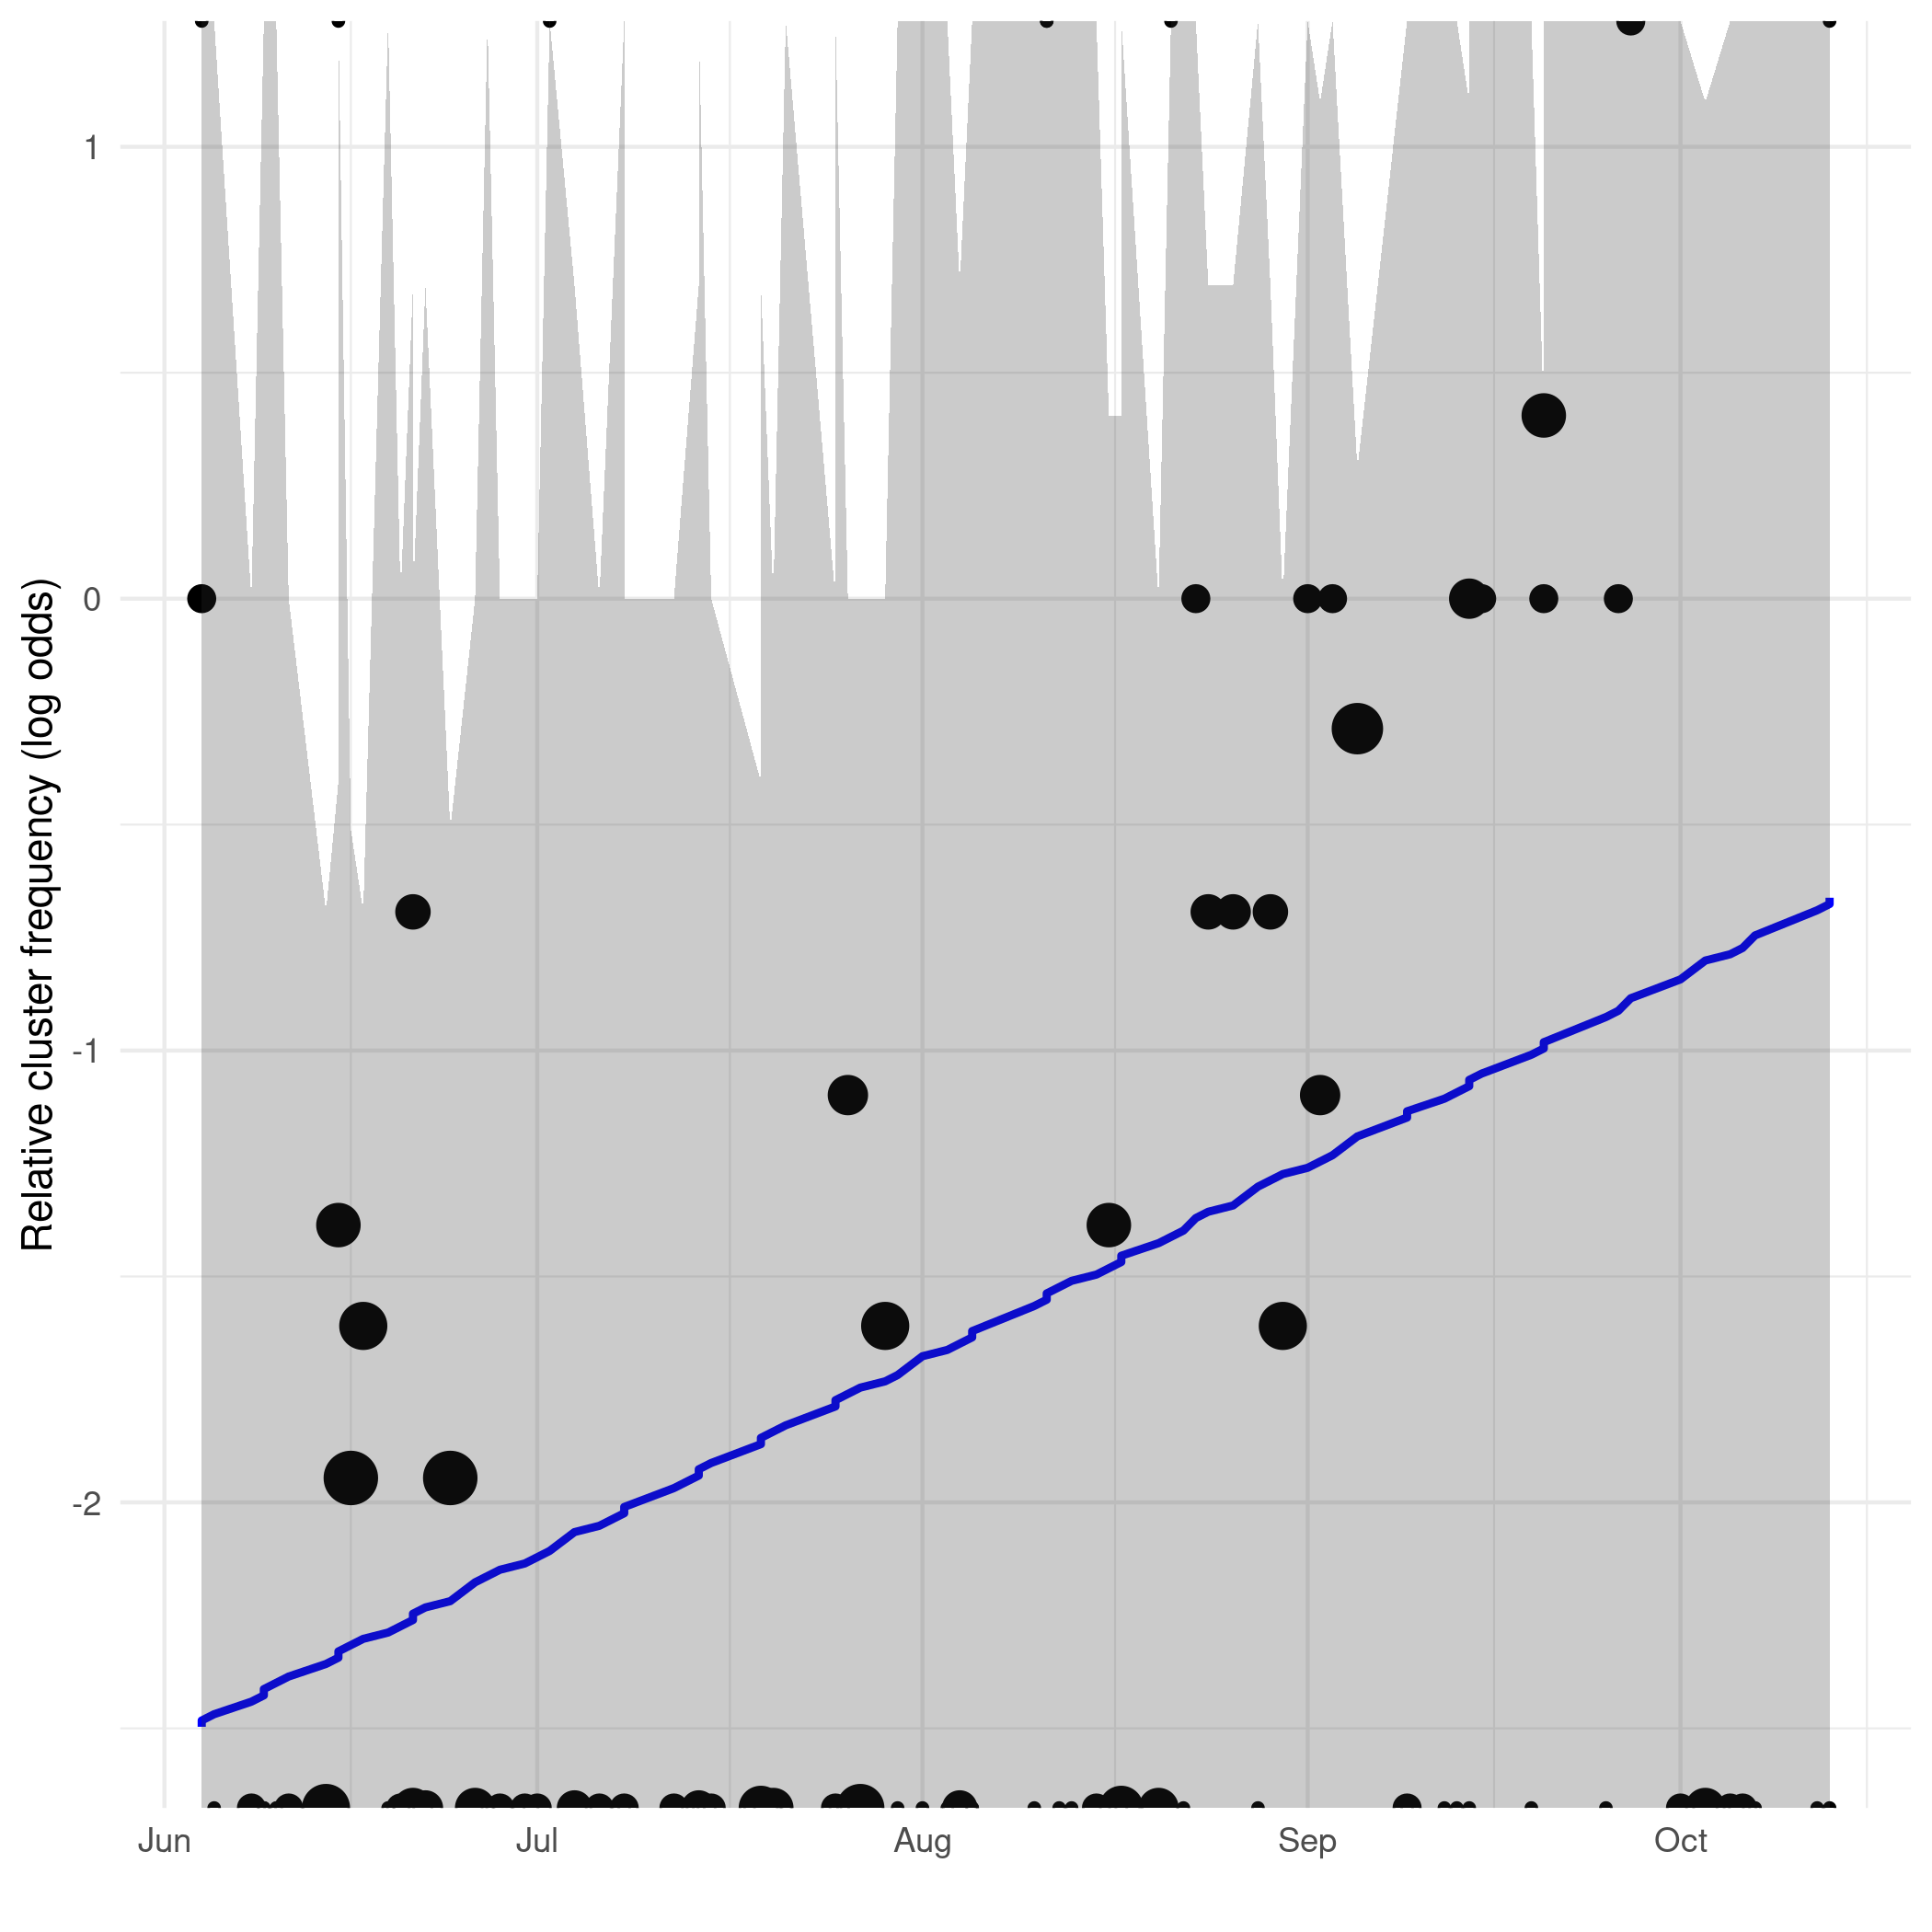 Relative cluster frequency (log odds)
1
0
-1
-2
Jun
Jul
Aug
Sep
Oct